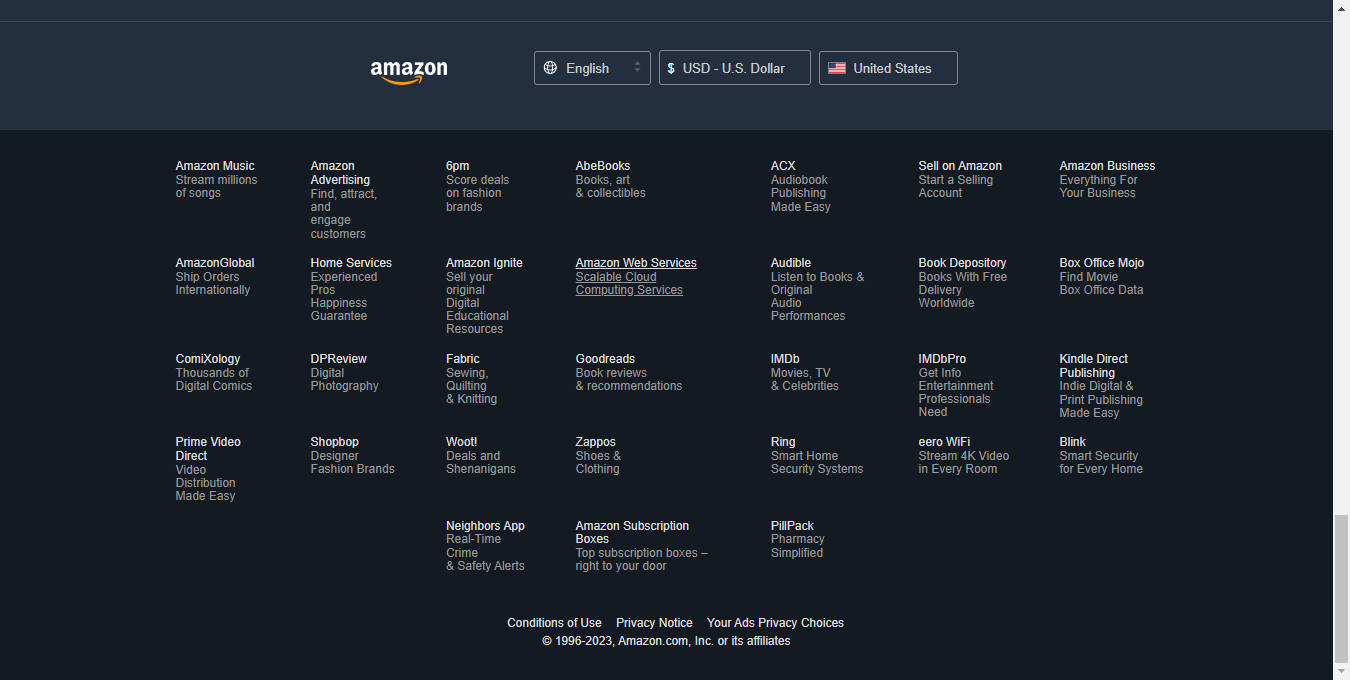 amazon
English
$ USD - U.S. Dollar
United States
Amazon Music
Stream millions
of songs
Amazon
Advertising
Find, attract,
and
engage
customers
6pm
Score deals
on fashion
brands
AbeBooks
Books, art
& collectibles
ACX
Audiobook
Publishing
Made Easy
Sell on Amazon
Start a Selling
Account
Amazon Business
Everything For
Your Business
AmazonGlobal
Ship Orders
Internationally
Home Services
Experienced
Pros
Happiness
Guarantee
Amazon Ignite
Sell your
original
Digital
Educational
Resources
Amazon Web Services
Scalable Cloud
Computing Services
Audible
Listen to Books &
Original
Audio
Performances
Book Depository
Books With Free
Delivery
Worldwide
Box Office Mojo
Find Movie
Box Office Data
ComiXology
Thousands of
Digital Comics
DPReview
Digital
Photography
Fabric
Sewing,
Quilting
& Knitting
Goodreads
Book reviews
& recommendations
IMDb
Movies, TV
& Celebrities
IMDbPro
Get Info
Entertainment
Professionals
Need
Kindle Direct
Publishing
Indie Digital &
Print Publishing
Made Easy
Prime Video
Direct
Video
Distribution
Made Easy
Shopbop
Designer
Fashion Brands
Woot!
Deals and
Shenanigans
Zappos
Shoes &
Clothing
Ring
Smart Home
Security Systems
eero WiFi
Stream 4K Video
in Every Room
Blink
Smart Security
for Every Home
Neighbors App
Real-Time
Crime
& Safety Alerts
Amazon Subscription
Boxes
Top subscription boxes –
right to your door
PillPack
Pharmacy
Simplified
Conditions of Use Privacy Notice Your Ads Privacy Choices
© 1996-2023, Amazon.com, Inc. or its affiliates